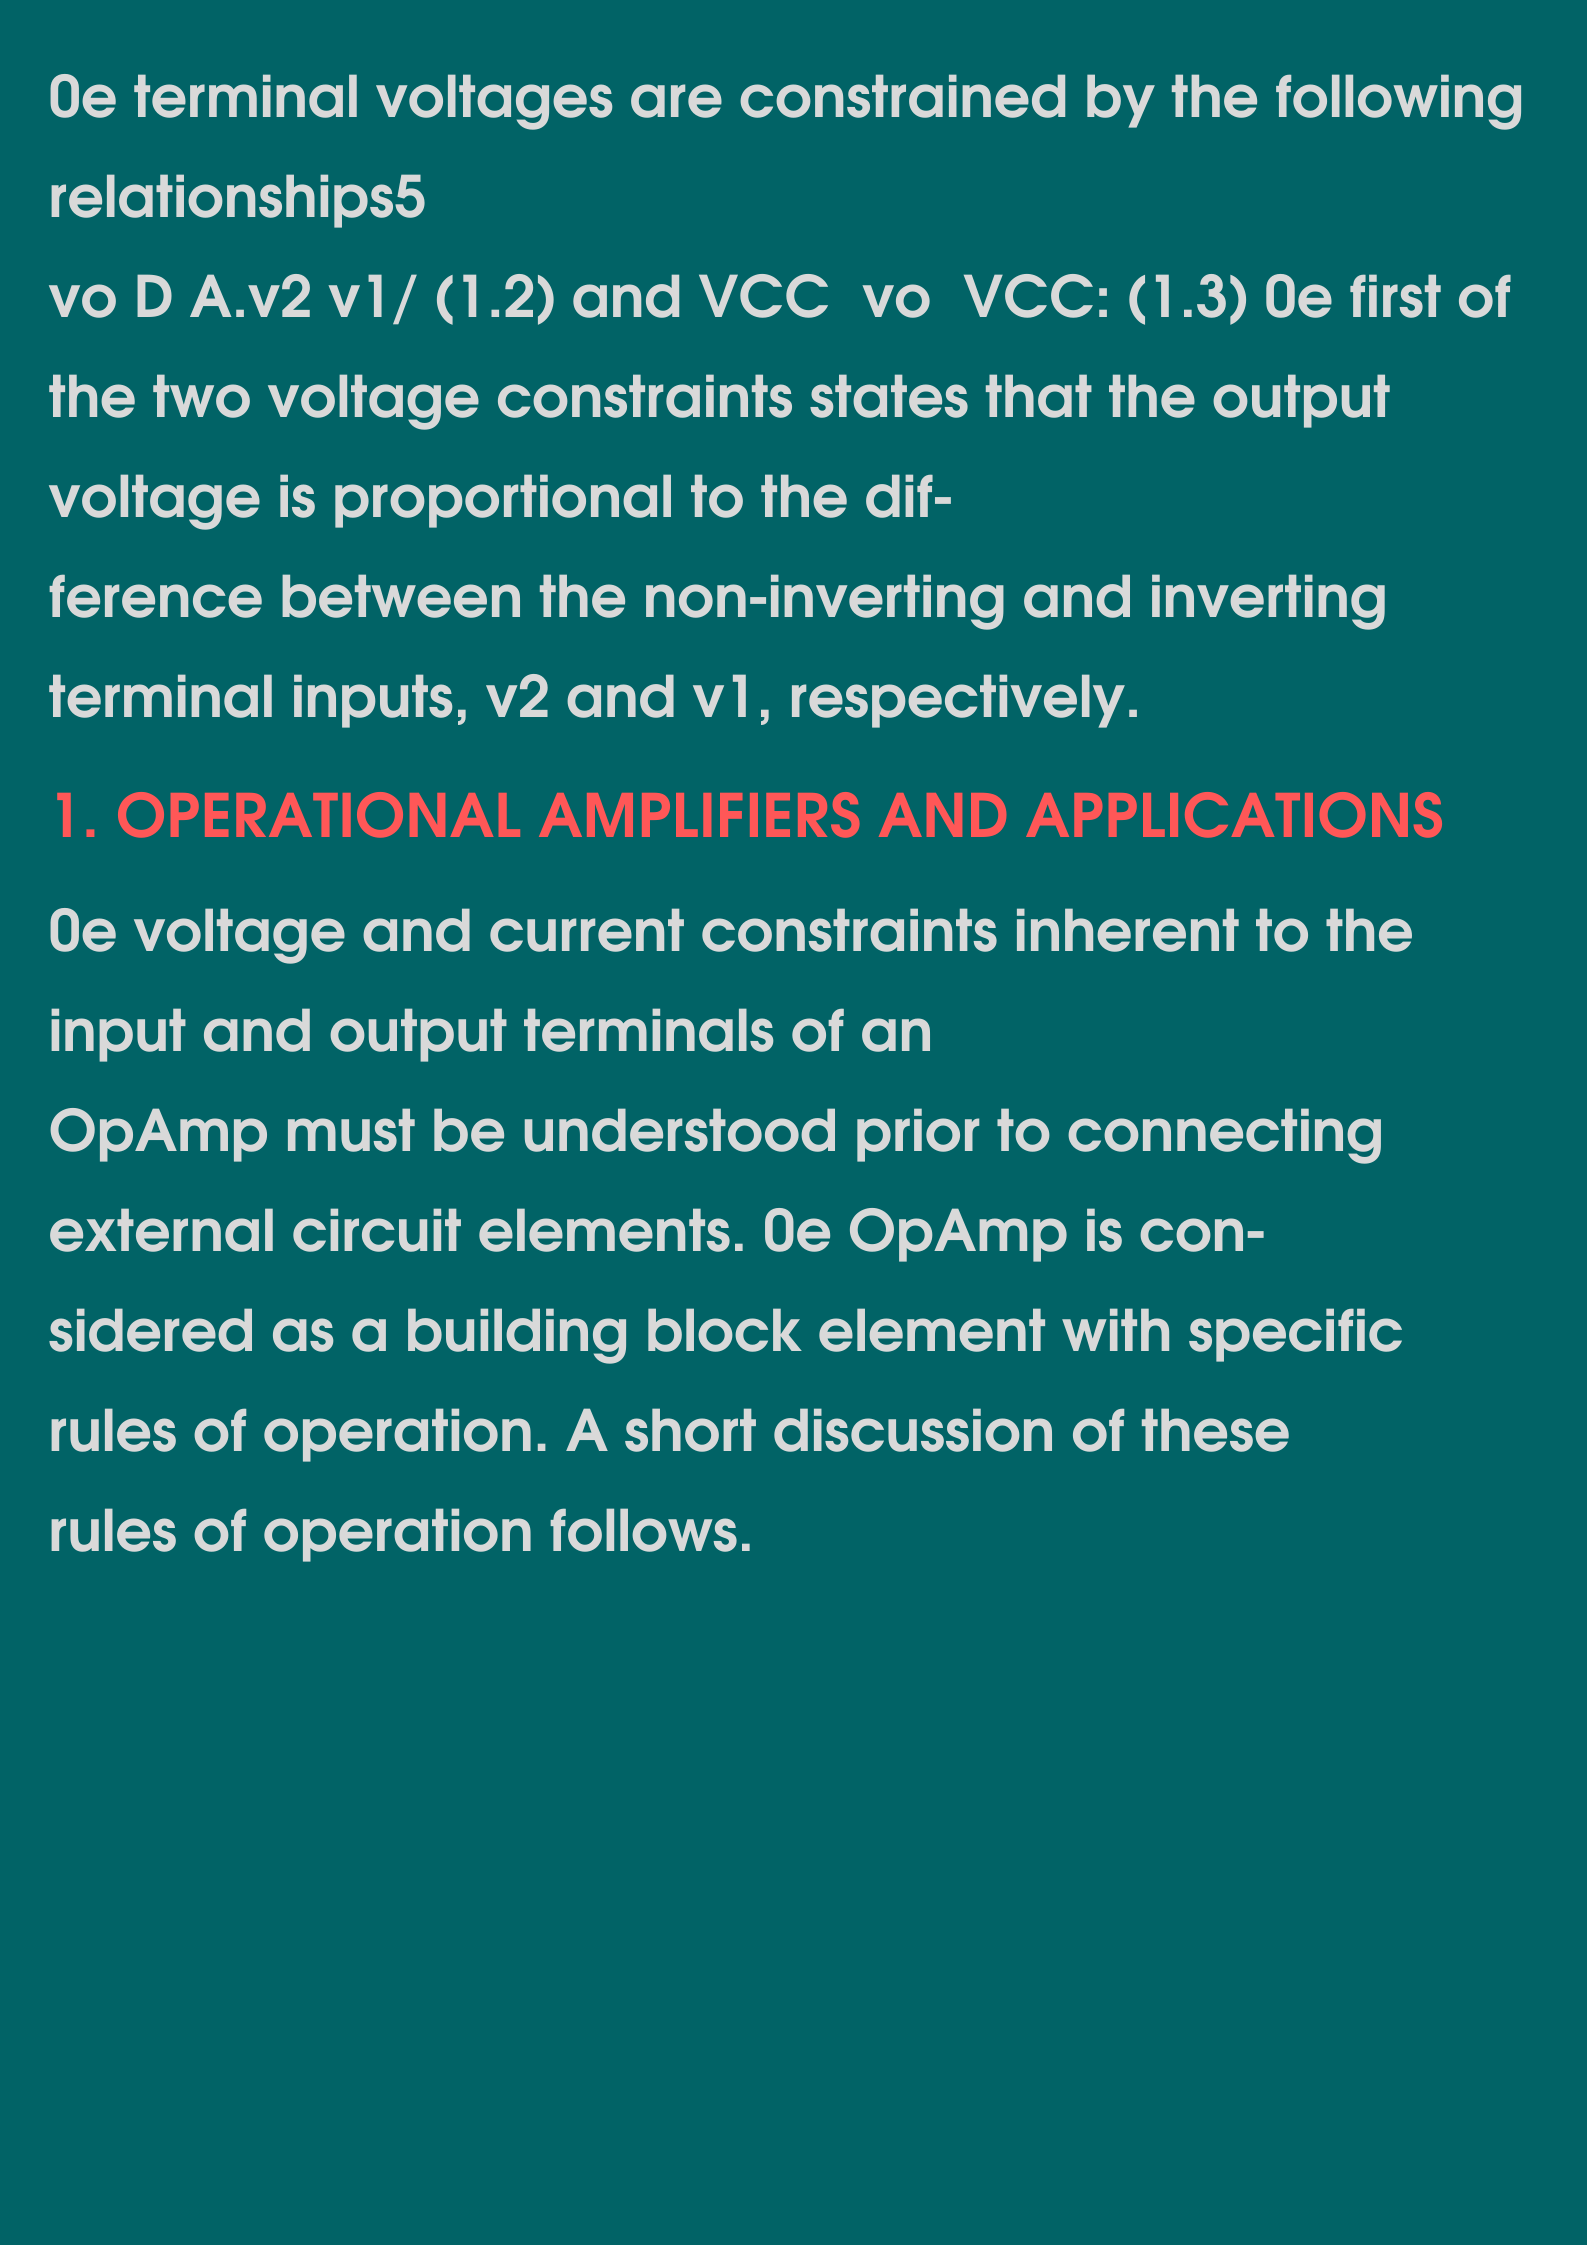 0e terminal voltages are constrained by the following
relationships5
vo D A.v2 v1/ (1.2) and VCC  vo  VCC: (1.3) 0e first of
the two voltage constraints states that the output
voltage is proportional to the dif-
ference between the non-inverting and inverting
terminal inputs, v2 and v1, respectively.
1. OPERATIONAL AMPLIFIERS AND APPLICATIONS
0e voltage and current constraints inherent to the
input and output terminals of an
OpAmp must be understood prior to connecting
external circuit elements. 0e OpAmp is con-
sidered as a building block element with specific
rules of operation. A short discussion of these
rules of operation follows.